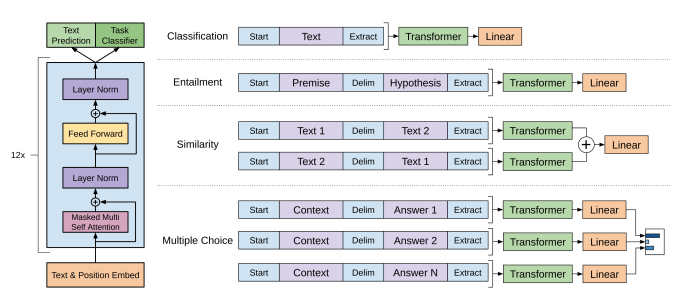 Text
Prediction
Task
Classifier
Layer Norm
Feed Forward
12x
Layer Norm
Masked Multi
Self Attention
Text & Position Embed
Classification
Start
Text
Extract
Transformer
Linear
Entailment
Start
Premise
Delim
Hypothesis
Extract
Transformer
Linear
Similarity
Start
Text 1
Delim
Text 2
Extract
Transformer
Start
Text 2
Delim
Text 1
Extract
Transformer
Linear
Multiple Choice
Start
Context
Delim
Answer 1
Extract
Transformer
Linear
Start
Context
Delim
Answer 2
Extract
Transformer
Linear
Start
Context
Delim
Answer N
Extract
Transformer
Linear